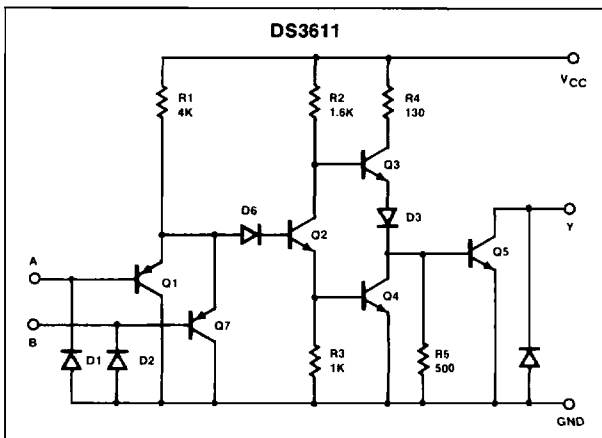 DS3611
VCC
R1
4K
R2
1.6K
R4
130
Q3
D6
Q2
D3
Y
A
Q1
Q5
Q4
B
Q7
D1
D2
R3
1K
R5
500
GND